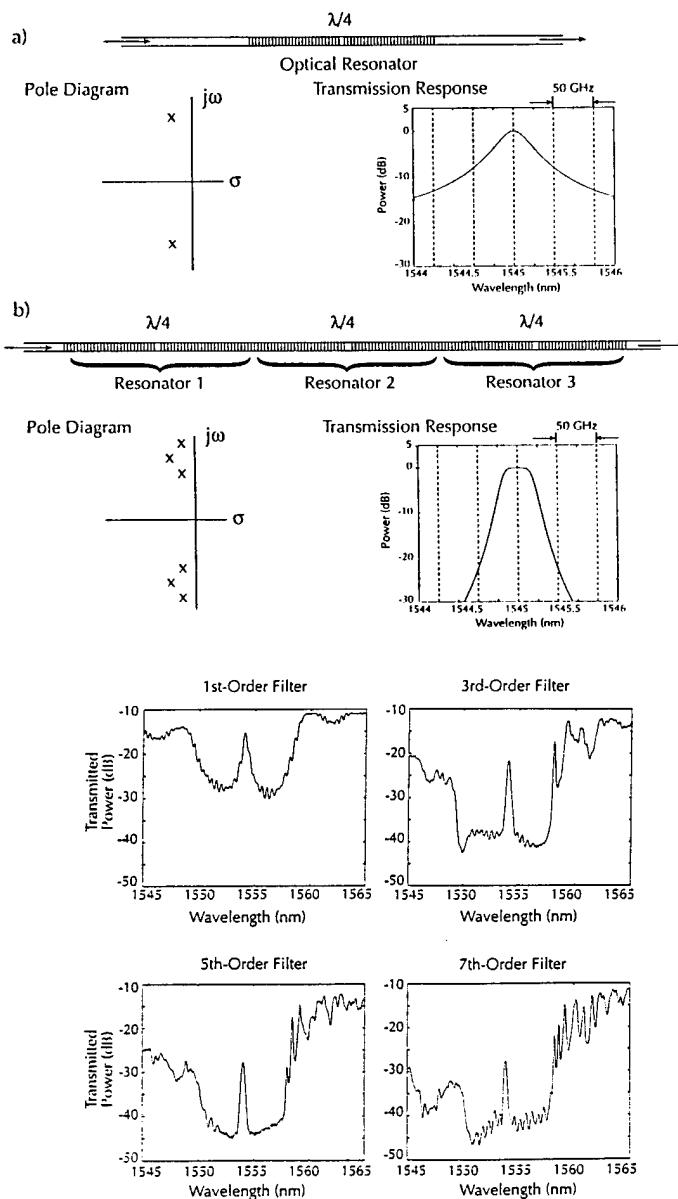 a)
λ/4
Optical Resonator
Pole Diagram
jω
σ
x
x
Transmission Response
50 GHz
Power (dB)
5
0
-10
-20
-30
1544
1544.5
1545
1545.5
1546
Wavelength (nm)
b)
λ/4
λ/4
λ/4
Resonator 1
Resonator 2
Resonator 3
Pole Diagram
jω
σ
x
x
x
x
x
x
Transmission Response
50 GHz
Power (dB)
5
0
-10
-20
-30
1544
1544.5
1545
1545.5
1546
Wavelength (nm)
1st-Order Filter
Transmitted
Power (dB)
-10
-20
-30
-40
-50
1545
1550
1555
1560
1565
Wavelength (nm)
3rd-Order Filter
-10
-20
-30
-40
-50
1545
1550
1555
1560
1565
Wavelength (nm)
5th-Order Filter
Transmitted
Power (dB)
-10
-20
-30
-40
-50
1545
1550
1555
1560
1565
Wavelength (nm)
7th-Order Filter
-10
-20
-30
-40
-50
1545
1550
1555
1560
1565
Wavelength (nm)